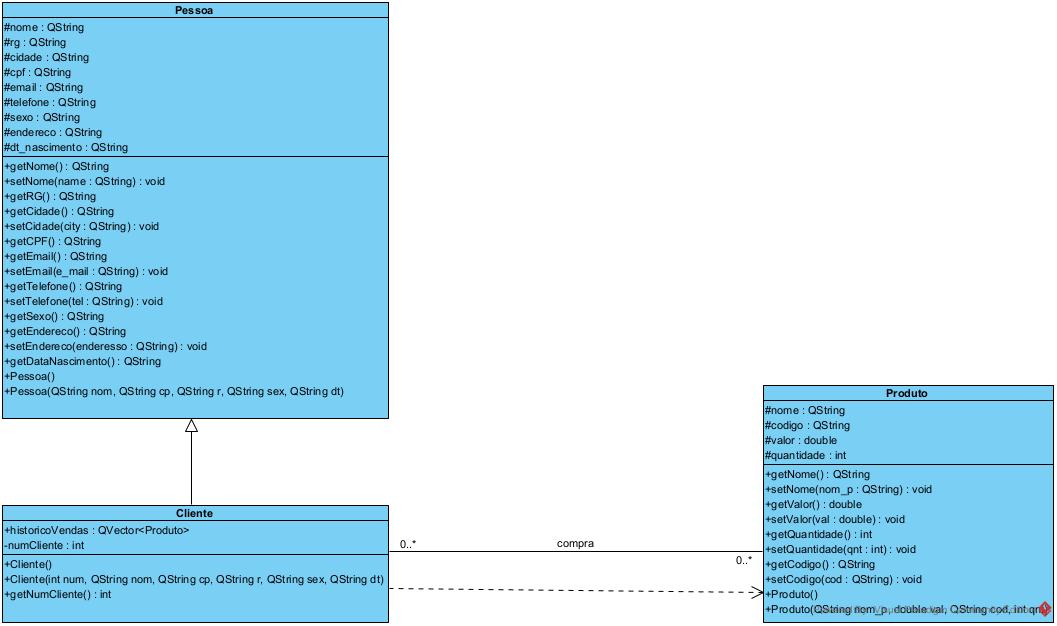 Pessoa
#nome : QString
#rg : QString
#cidade : QString
#cpf : QString
#email : QString
#telefone : QString
#sexo : QString
#endereco : QString
#dt_nascimento : QString
+getNome() : QString
+setNome(name : QString) : void
+getRG() : QString
+getCidade() : QString
+setCidade(city : QString) : void
+getCPF() : QString
+getEmail() : QString
+setEmail(e_mail : QString) : void
+getTelefone() : QString
+setTelefone(tel : QString) : void
+getSexo() : QString
+getEndereco() : QString
+setEndereco(enderesso : QString) : void
+getDataNascimento() : QString
+Pessoa()
+Pessoa(QString nom, QString cp, QString r, QString sex, QString dt)
Cliente
+historicoVendas : QVector<Produto>
-numCliente : int
+Cliente()
+Cliente(int num, QString nom, QString cp, QString r, QString sex, QString dt)
+getNumCliente() : int
0..*
compra
0..*
Produto
#nome : QString
#codigo : QString
#valor : double
#quantidade : int
+getNome() : QString
+setNome(nom_p : QString) : void
+getValor() : double
+setValor(val : double) : void
+getQuantidade() : int
+setQuantidade(qnt : int) : void
+getCodigo() : QString
+setCodigo(cod : QString) : void
+Produto()
+Produto(QString nom_p, double val, QString cod, int qnt)